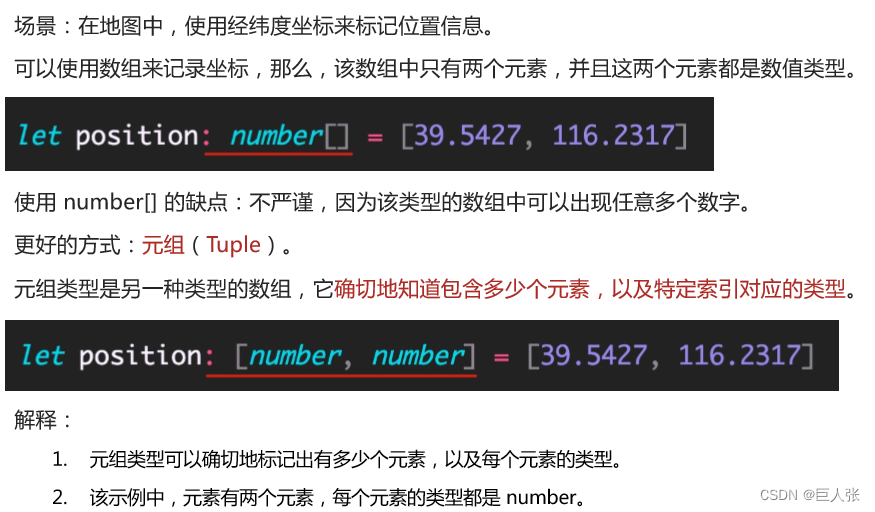 场景：在地图中，使用经纬度坐标来标记位置信息。
可以使用数组来记录坐标，那么，该数组中只有两个元素，并且这两个元素都是数值类型。
let position: number[] = [39.5427, 116.2317]
使用 number[] 的缺点：不严谨，因为该类型的数组中可以出现任意多个数字。
更好的方式：元组（Tuple）。
元组类型是另一种类型的数组，它确切地知道包含多少个元素，以及特定索引对应的类型。
let position: [number, number] = [39.5427, 116.2317]
解释：
1. 元组类型可以确切地标记出有多少个元素，以及每个元素的类型。
2. 该示例中，元素有两个元素，每个元素的类型都是 number。
CSDN @巨人张